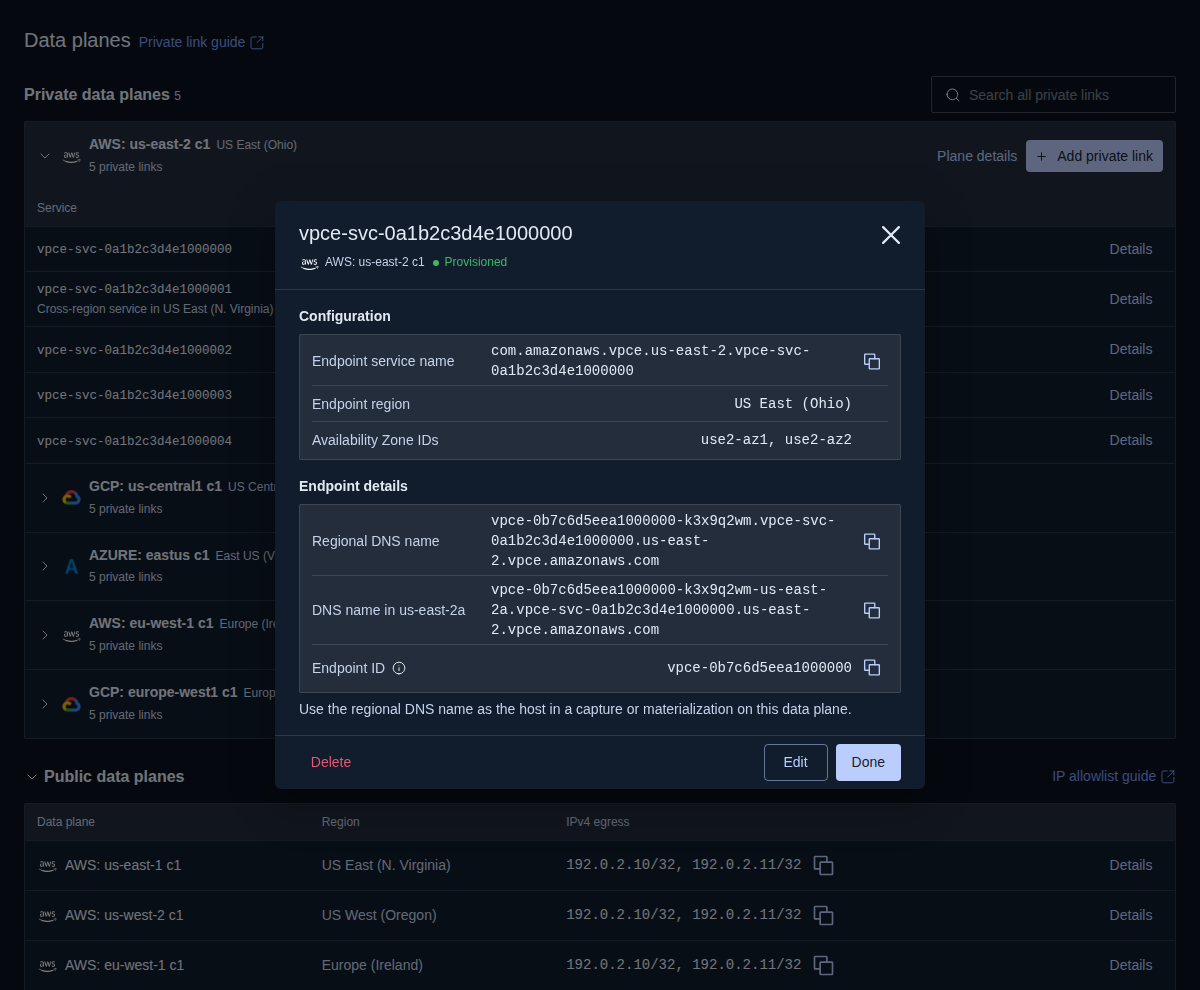 Data planes Private link guide
Private data planes 5
Search all private links
AWS: us-east-2 c1 US East (Ohio)
5 private links
Plane details
+ Add private link
Service
vpce-svc-0a1b2c3d4e1000000
Details
vpce-svc-0a1b2c3d4e1000001
Cross-region service in US East (N. Virginia)
Details
vpce-svc-0a1b2c3d4e1000002
Details
vpce-svc-0a1b2c3d4e1000003
Details
vpce-svc-0a1b2c3d4e1000004
Details
GCP: us-central1 c1 US
5 private links
AZURE: eastus c1 East US
5 private links
AWS: eu-west-1 c1 Europe
5 private links
GCP: europe-west1 c1
5 private links
vpce-svc-0a1b2c3d4e1000000
aws AWS: us-east-2 c1 Provisioned
Configuration
Endpoint service name
com.amazonaws.vpce.us-east-2.vpce-svc-
0a1b2c3d4e1000000
Endpoint region
US East (Ohio)
Availability Zone IDs
use2-az1, use2-az2
Endpoint details
Regional DNS name
vpce-0b7c6d5eea1000000-k3x9q2wm.vpce-svc-
0a1b2c3d4e1000000.us-east-
2.vpce.amazonaws.com
DNS name in us-east-2a
vpce-0b7c6d5eea1000000-k3x9q2wm-us-east-
2a.vpce-svc-0a1b2c3d4e1000000.us-east-
2.vpce.amazonaws.com
Endpoint ID
vpce-0b7c6d5eea1000000
Use the regional DNS name as the host in a capture or materialization on this data plane.
Delete
Edit
Done
Public data planes
IP allowlist guide
Data plane
Region
IPv4 egress
aws AWS: us-east-1 c1
US East (N. Virginia)
192.0.2.10/32, 192.0.2.11/32
Details
aws AWS: us-west-2 c1
US West (Oregon)
192.0.2.10/32, 192.0.2.11/32
Details
aws AWS: eu-west-1 c1
Europe (Ireland)
192.0.2.10/32, 192.0.2.11/32
Details